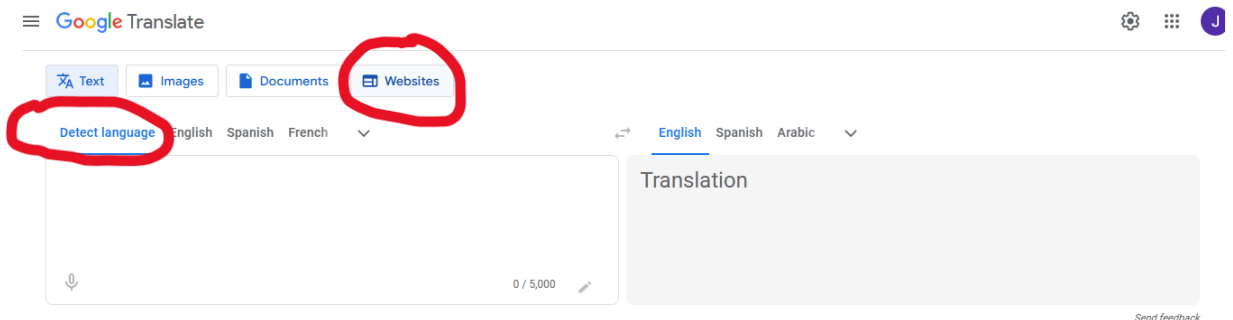 Google Translate
J
Text Images Documents Websites
Detect language English Spanish French English Spanish Arabic
Translation
0 / 5,000
Send feedback